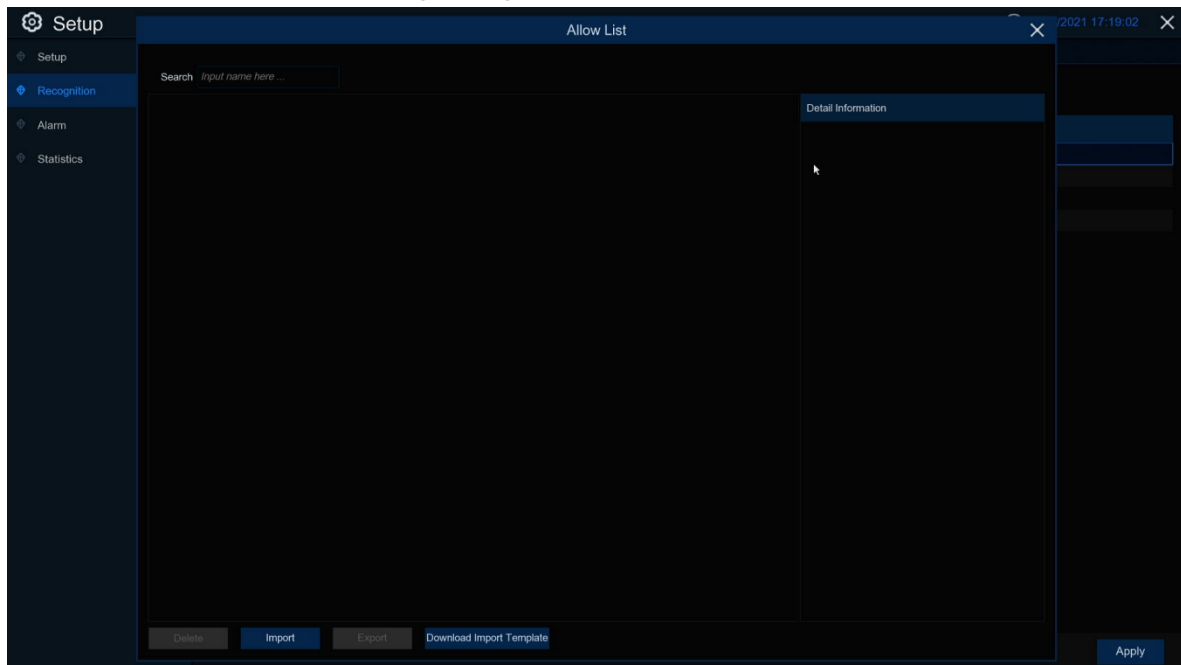 Setup
Allow List
/2021 17:19:02
Setup
Search Input name here ...
Recognition
Detail Information
Alarm
Statistics
Delete Import Export Download Import Template
Apply